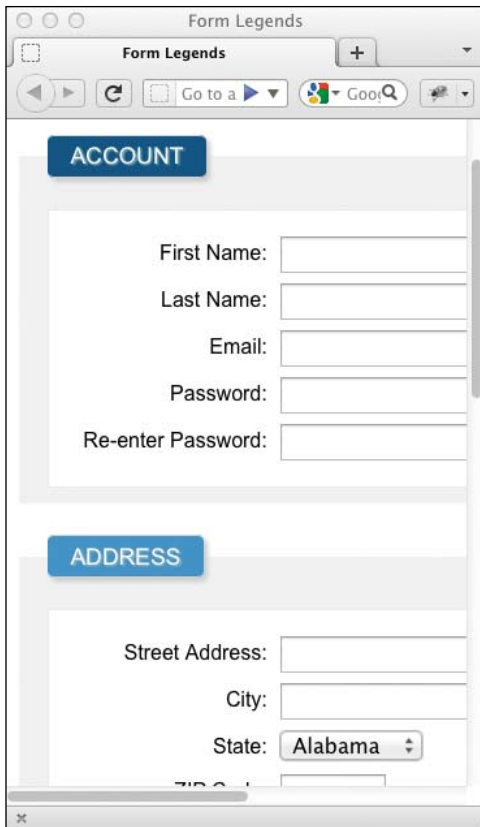 Form Legends
Form Legends
Go to a
Goo
ACCOUNT
First Name:
Last Name:
Email:
Password:
Re-enter Password:
ADDRESS
Street Address:
City:
State: Alabama